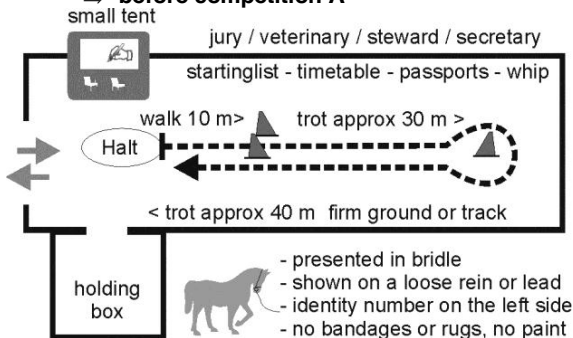 before competition A
small tent
jury / veterinary / steward / secretary
startinglist - timetable - passports - whip
walk 10 m> trot approx 30 m >
Halt
< trot approx 40 m firm ground or track
holding
box
- presented in bridle
- shown on a loose rein or lead
- identity number on the left side
- no bandages or rugs, no paint